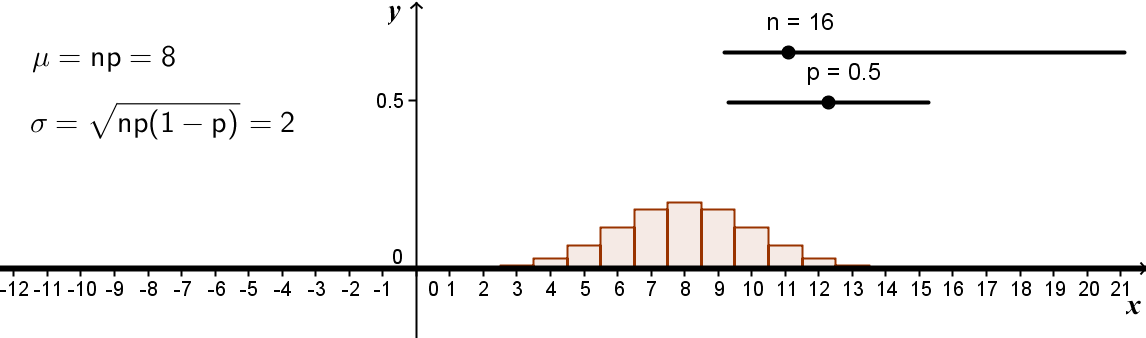 y
n = 16
μ = np = 8
p = 0.5
0.5
σ = √np(1 − p) = 2
0
-12 -11 -10 -9 -8 -7 -6 -5 -4 -3 -2 -1 0 1 2 3 4 5 6 7 8 9 10 11 12 13 14 15 16 17 18 19 20 21
x